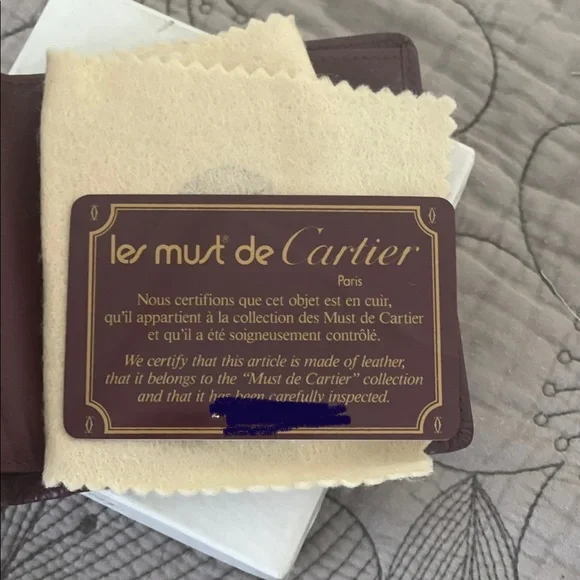 les must de Cartier
Paris
Nous certifions que cet objet est en cuir,
qu'il appartient à la collection des Must de Cartier
et qu'il a été soigneusement contrôlé.
We certify that this article is made of leather,
that it belongs to the "Must de Cartier" collection
and that it has been carefully inspected.